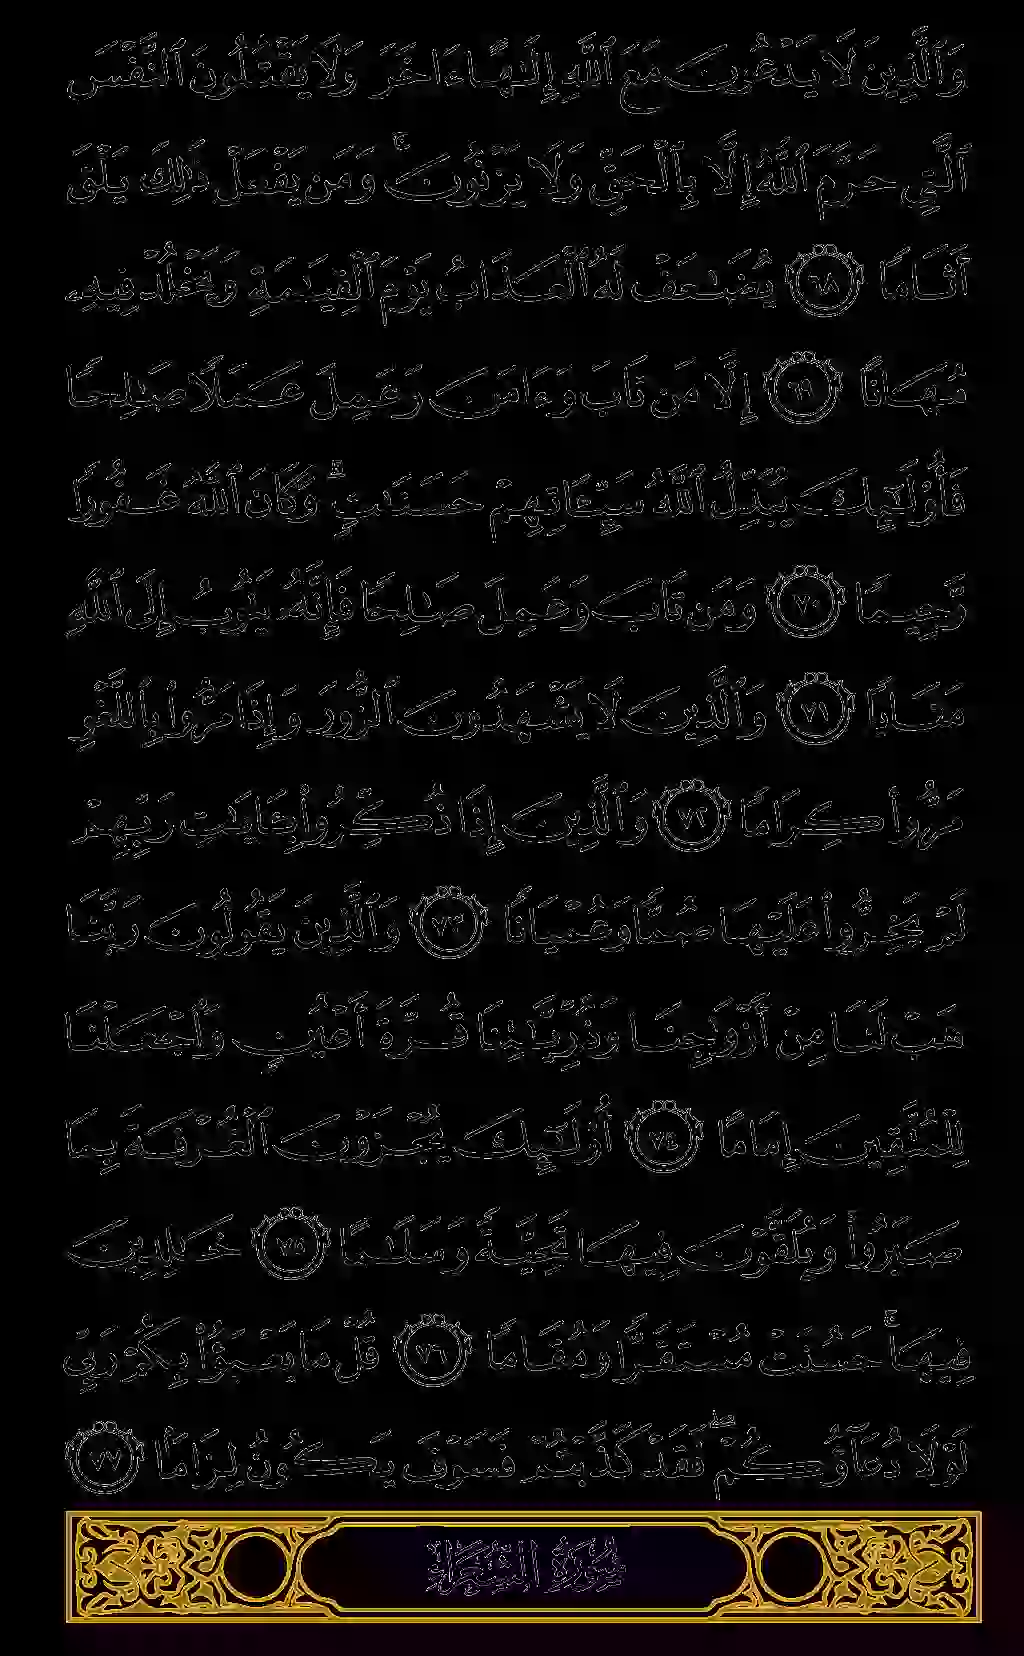 وَٱلَّذِينَ لَا يَدْعُونَ مَعَ ٱللَّهِ إِلَـٰهًا ءَاخَرَ وَلَا يَقْتُلُونَ ٱلنَّفْسَ
ٱلَّتِي حَرَّمَ ٱللَّهُ إِلَّا بِٱلْحَقِّ وَلَا يَزْنُونَ ۚ وَمَن يَفْعَلْ ذَٰلِكَ يَلْقَ
أَثَامًا ٦٨ يُضَـٰعَفْ لَهُ ٱلْعَذَابُ يَوْمَ ٱلْقِيَـٰمَةِ وَيَخْلُدْ فِيهِۦ
مُهَانًا ٦٩ إِلَّا مَن تَابَ وَءَامَنَ وَعَمِلَ عَمَلًا صَـٰلِحًا
فَأُو۟لَـٰٓئِكَ يُبَدِّلُ ٱللَّهُ سَيِّـَٔاتِهِمْ حَسَنَـٰتٍ ۗ وَكَانَ ٱللَّهُ غَفُورًا
رَّحِيمًا ٧٠ وَمَن تَابَ وَعَمِلَ صَـٰلِحًا فَإِنَّهُۥ يَتُوبُ إِلَى ٱللَّهِ
مَتَابًا ٧١ وَٱلَّذِينَ لَا يَشْهَدُونَ ٱلزُّورَ وَإِذَا مَرُّوا۟ بِٱللَّغْوِ
مَرُّوا۟ كِرَامًا ٧٢ وَٱلَّذِينَ إِذَا ذُكِّرُوا۟ بِـَٔايَـٰتِ رَبِّهِمْ
لَمْ يَخِرُّوا۟ عَلَيْهَا صُمًّا وَعُمْيَانًا ٧٣ وَٱلَّذِينَ يَقُولُونَ رَبَّنَا
هَبْ لَنَا مِنْ أَزْوَٰجِنَا وَذُرِّيَّـٰتِنَا قُرَّةَ أَعْيُنٍ وَٱجْعَلْنَا
لِلْمُتَّقِينَ إِمَامًا ٧٤ أُو۟لَـٰٓئِكَ يُجْزَوْنَ ٱلْغُرْفَةَ بِمَا
صَبَرُوا۟ وَيُلَقَّوْنَ فِيهَا تَحِيَّةً وَسَلَـٰمًا ٧٥ خَـٰلِدِينَ
فِيهَا ۚ حَسُنَتْ مُسْتَقَرًّا وَمُقَامًا ٧٦ قُلْ مَا يَعْبَؤُا۟ بِكُمْ رَبِّي
لَوْلَا دُعَآؤُكُمْ ۖ فَقَدْ كَذَّبْتُمْ فَسَوْفَ يَكُونُ لِزَامًا ٧٧
سُورَةُ الشُّعَرَاءِ